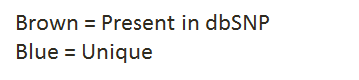 Brown = Present in dbSNP
Blue = Unique